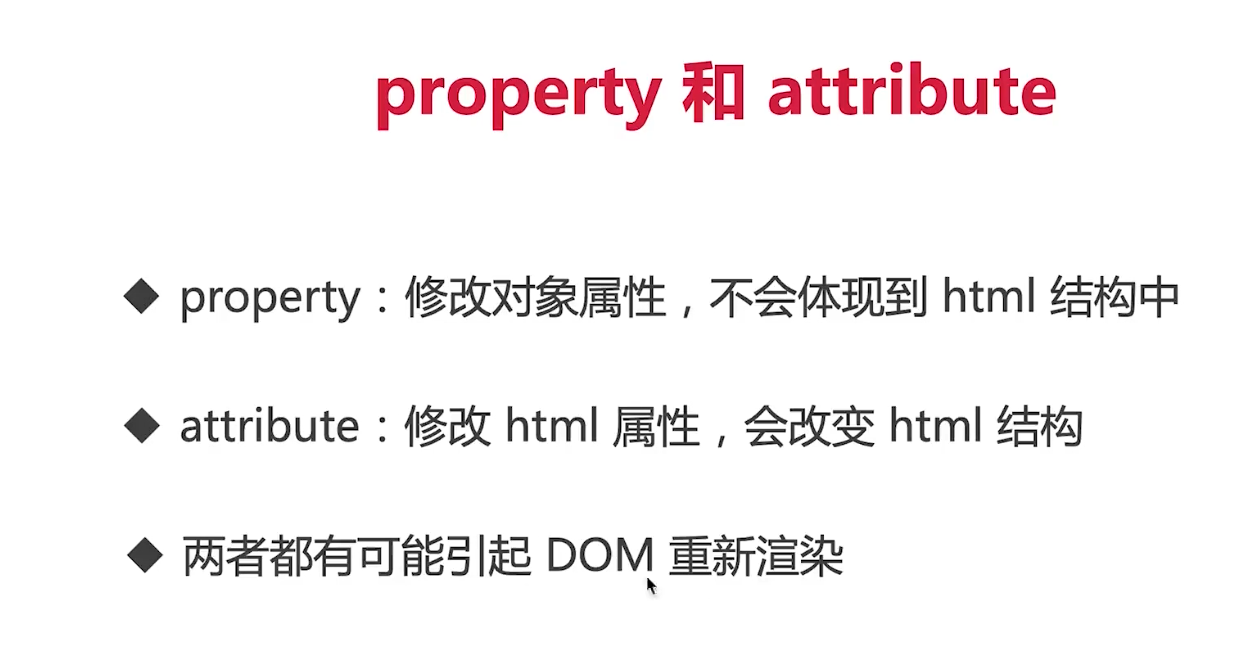 property 和 attribute
◆ property：修改对象属性，不会体现到 html 结构中
◆ attribute：修改 html 属性，会改变 html 结构
◆ 两者都有可能引起 DOM 重新渲染